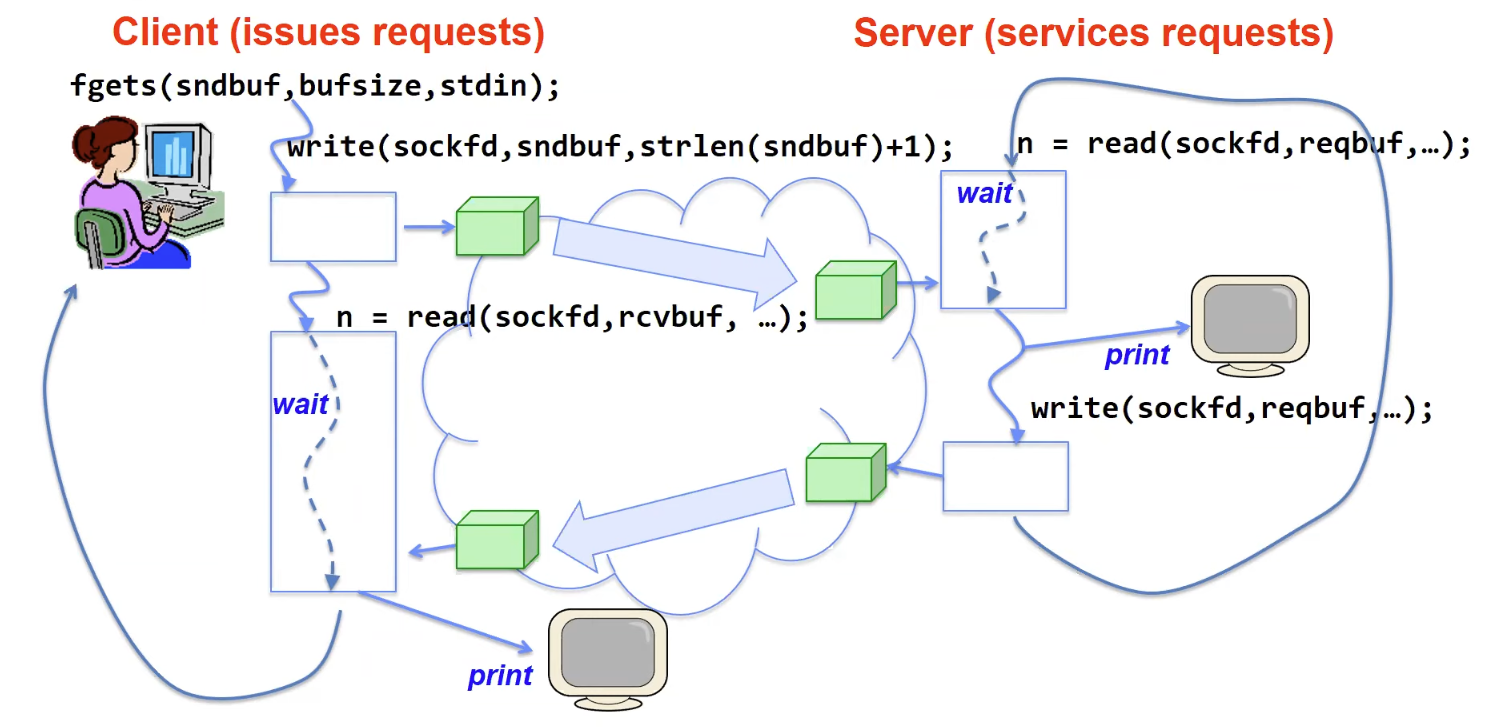 Client (issues requests)
Server (services requests)
fgets(sndbuf,bufsize,stdin);
write(sockfd,sndbuf,strlen(sndbuf)+1);
n = read(sockfd,reqbuf,…);
wait
n = read(sockfd,rcvbuf, …);
print
wait
write(sockfd,reqbuf,…);
print